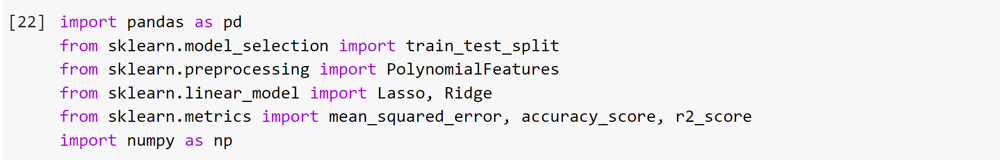 [22] import pandas as pd
from sklearn.model_selection import train_test_split
from sklearn.preprocessing import PolynomialFeatures
from sklearn.linear_model import Lasso, Ridge
from sklearn.metrics import mean_squared_error, accuracy_score, r2_score
import numpy as np